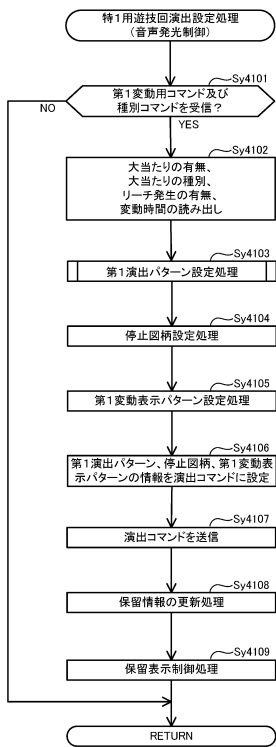 特1用遊技回演出設定処理
(音声発光制御)
Sy4101
第1変動用コマンド及び
種別コマンドを受信?
NO
YES
Sy4102
大当たりの有無、
大当たりの種別、
リーチ発生の有無、
変動時間の読み出し
Sy4103
第1演出パターン設定処理
Sy4104
停止図柄設定処理
Sy4105
第1変動表示パターン設定処理
Sy4106
第1演出パターン、停止図柄、第1変動表
示パターンの情報を演出コマンドに設定
Sy4107
演出コマンドを送信
Sy4108
保留情報の更新処理
Sy4109
保留表示制御処理
RETURN